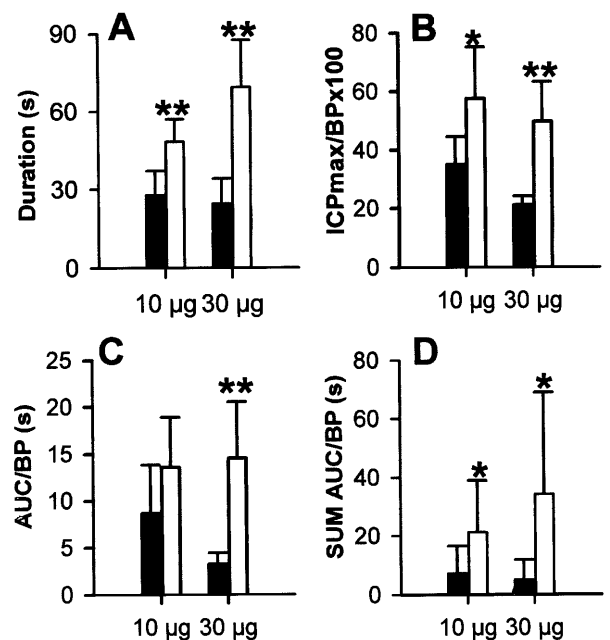 A
Duration (s)
90
60
30
0
**
**
10 µg 30 µg
B
ICPmax/BPx100
80
60
40
20
0
*
**
10 µg 30 µg
C
AUC/BP (s)
25
20
15
10
5
0
**
10 µg 30 µg
D
SUM AUC/BP (s)
80
60
40
20
0
*
*
10 µg 30 µg